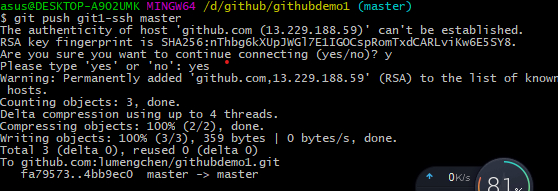 asus@DESKTOP-A902UMK MINGW64 /d/github/githubdemo1 (master)
$ git push git1-ssh master
The authenticity of host 'github.com (13.229.188.59)' can't be established.
RSA key fingerprint is SHA256:nThbg6kXUpJWGl7E1IGOCspRomTxdCARLviKw6E5SY8.
Are you sure you want to continue connecting (yes/no)? y
Please type 'yes' or 'no': yes
Warning: Permanently added 'github.com,13.229.188.59' (RSA) to the list of known
hosts.
Counting objects: 3, done.
Delta compression using up to 4 threads.
Compressing objects: 100% (2/2), done.
Writing objects: 100% (3/3), 359 bytes | 0 bytes/s, done.
Total 3 (delta 0), reused 0 (delta 0)
To github.com:lumengchen/githubdemo1.git
fa79573..4bb9ec0 master -> master
0K/s
81%